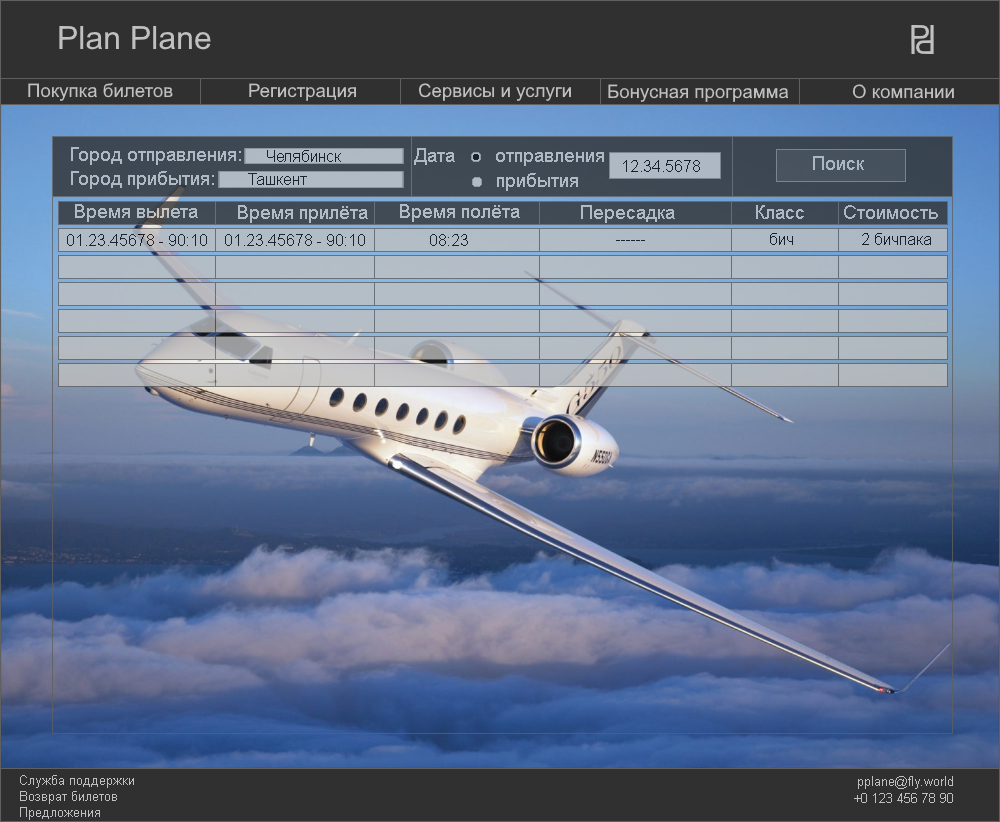 Plan Plane
Покупка билетов Регистрация Сервисы и услуги Бонусная программа О компании
Город отправления: Челябинск Дата отправления 12.34.5678 Поиск
Город прибытия: Ташкент прибытия
Время вылета Время прилёта Время полёта Пересадка Класс Стоимость
01.23.45678 - 90:10 01.23.45678 - 90:10 08:23 ------ бич 2 бичпака
Служба поддержки pplane@fly.world
Возврат билетов +0 123 456 78 90
Предложения